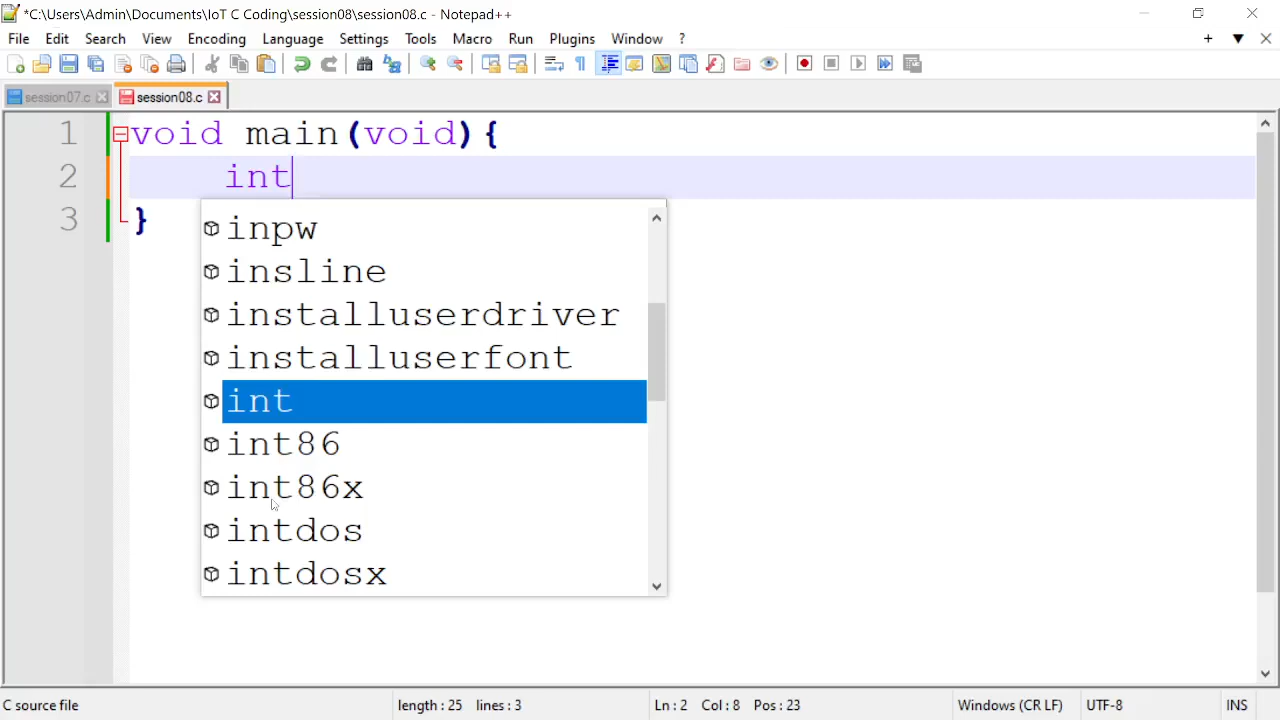 *C:\Users\Admin\Documents\IoT C Coding\session08\session08.c - Notepad++
File Edit Search View Encoding Language Settings Tools Macro Run Plugins Window ?
session07.c session08.c
1 void main(void){
2 int
3 }
inpw
insline
installuserdriver
installuserfont
int
int86
int86x
intdos
intdosx
C source file length : 25 lines : 3 Ln : 2 Col : 8 Pos : 23 Windows (CR LF) UTF-8 INS